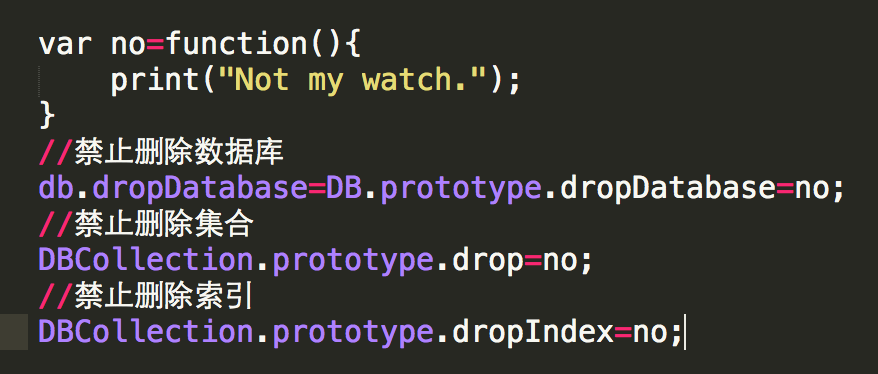 var no=function(){
    print("Not my watch.");
}
//禁止删除数据库
db.dropDatabase=DB.prototype.dropDatabase=no;
//禁止删除集合
DBCollection.prototype.drop=no;
//禁止删除索引
DBCollection.prototype.dropIndex=no;